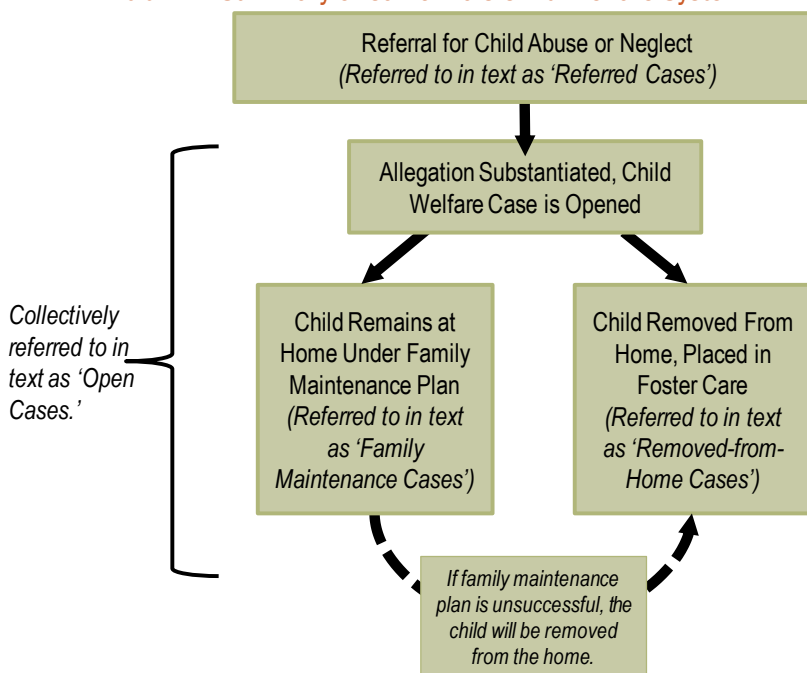 Referral for Child Abuse or Neglect
(Referred to in text as 'Referred Cases')
Allegation Substantiated, Child
Welfare Case is Opened
Collectively
referred to in
text as 'Open
Cases.'
Child Remains at
Home Under Family
Maintenance Plan
(Referred to in text
as 'Family
Maintenance Cases')
Child Removed From
Home, Placed in
Foster Care
(Referred to in text
as 'Removed-from-
Home Cases')
If family maintenance
plan is unsuccessful, the
child will be removed
from the home.